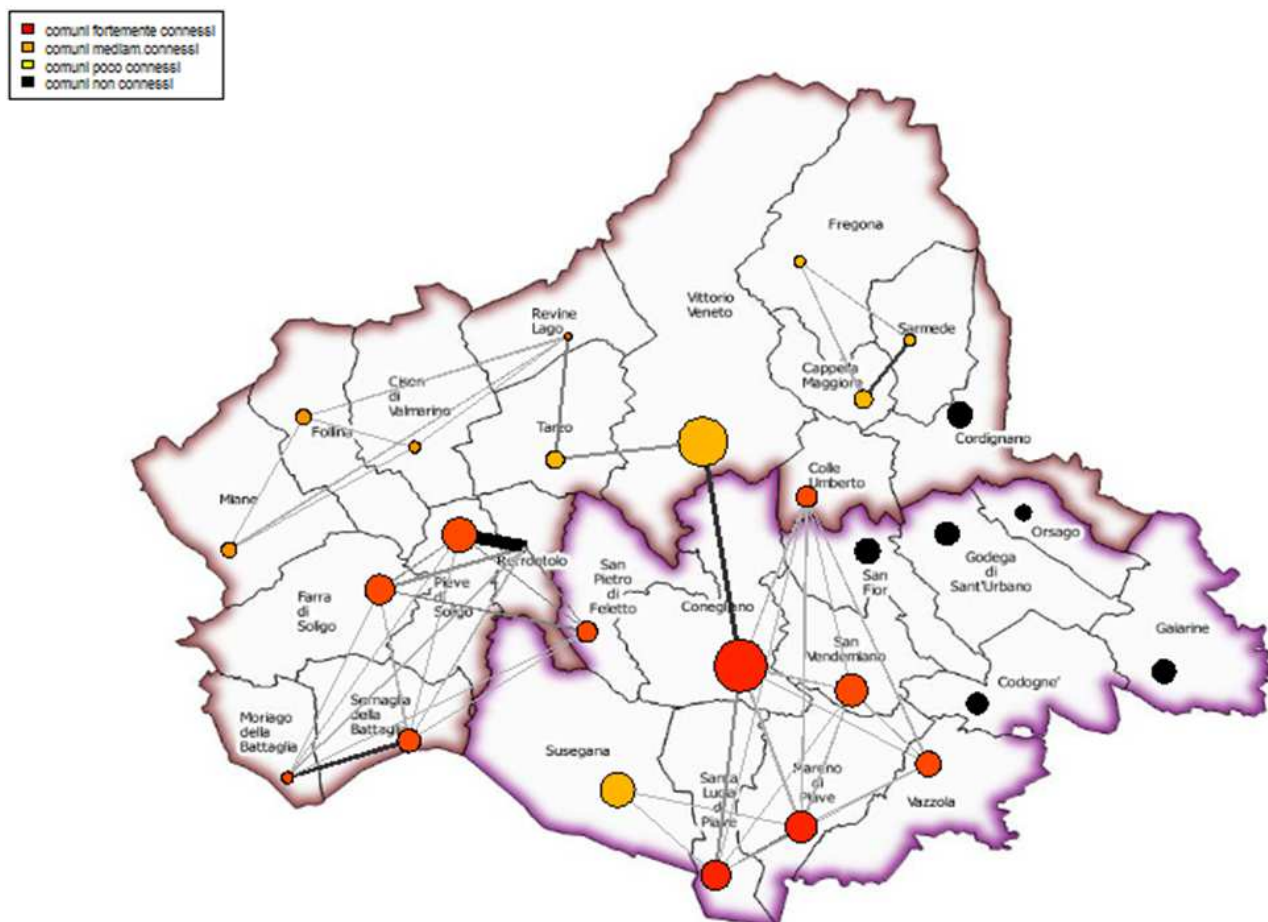 comuni fortemente connessi
comuni mediam.connessi
comuni poco connessi
comuni non connessi
Fregona
Vittorio
Veneto
Revine
Lago
Sarmede
Cappella
Maggiore
Cison
di
Valmarino
Follina
Tarzo
Cordignano
Colle
Umberto
Miane
Orsago
Refrontolo
San
Pietro
di
Feletto
San
Fior
Godega
di
Sant'Urbano
Pieve
di
Soligo
Farra
di
Soligo
Conegliano
Gaiarine
San
Vendemiano
Codogne'
Sernaglia
della
Battaglia
Moriago
della
Battaglia
Susegana
Santa
Lucia
di
Piave
Mareno
di
Piave
Vazzola